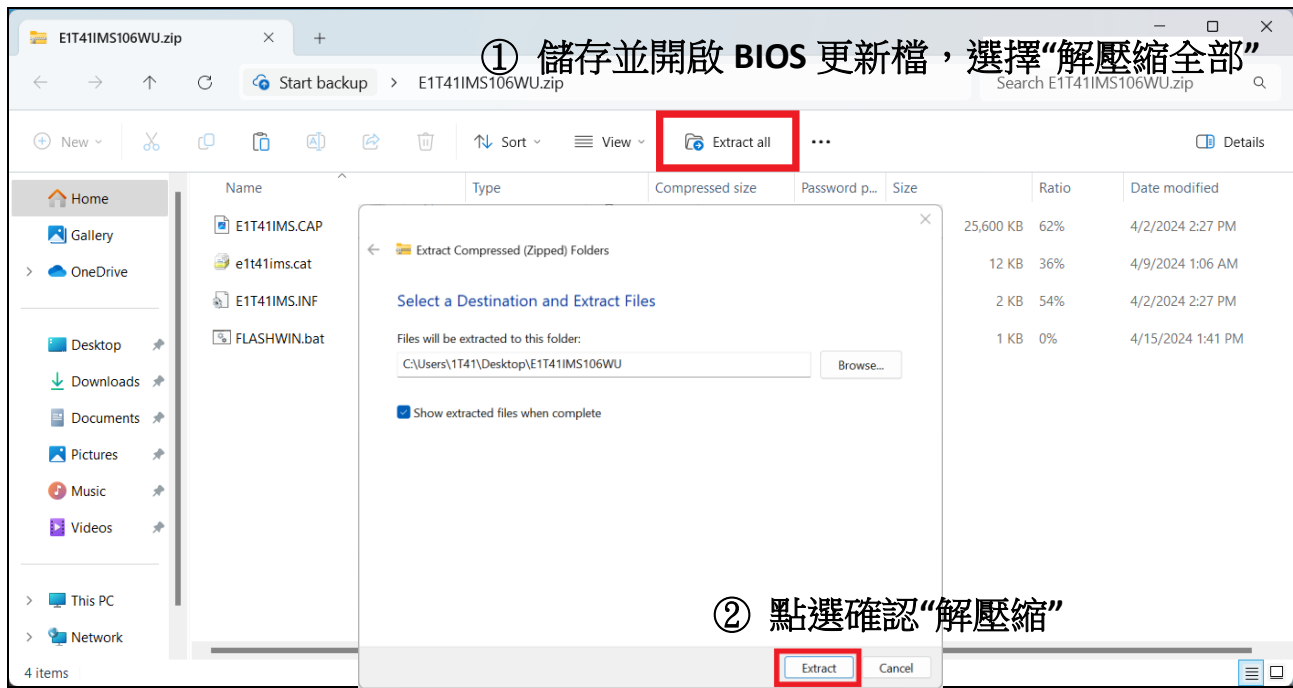 E1T41IMS106WU.zip
① 儲存並開啟 BIOS 更新檔，選擇“解壓縮全部”
Start backup > E1T41IMS106WU.zip
Search E1T41IMS106WU.zip
New
Sort
View
Extract all
Details
Home
Gallery
OneDrive
Desktop
Downloads
Documents
Pictures
Music
Videos
This PC
Network
Name Type Compressed size Password p... Size Ratio Date modified
E1T41IMS.CAP 25,600 KB 62% 4/2/2024 2:27 PM
e1t41ims.cat 12 KB 36% 4/9/2024 1:06 AM
E1T41IMS.INF 2 KB 54% 4/2/2024 2:27 PM
FLASHWIN.bat 1 KB 0% 4/15/2024 1:41 PM
Extract Compressed (Zipped) Folders
Select a Destination and Extract Files
Files will be extracted to this folder:
C:\Users\1T41\Desktop\E1T41IMS106WU
Browse...
Show extracted files when complete
② 點選確認“解壓縮”
Extract
Cancel
4 items